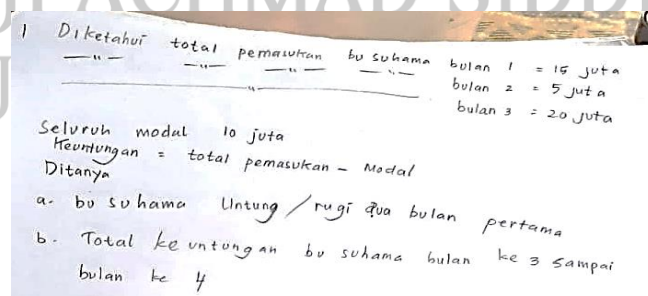 1 Diketahui total pemasukan bu suhama bulan 1 = 15 juta
—"— —"— —"— —"— bulan 2 = 5 juta
—"— bulan 3 = 20 juta
Seluruh modal 10 juta
Keuntungan = total pemasukan - Modal
Ditanya
a. bu suhama Untung / rugi dua bulan pertama
b. Total keuntungan bu suhama bulan ke 3 sampai
bulan ke 4